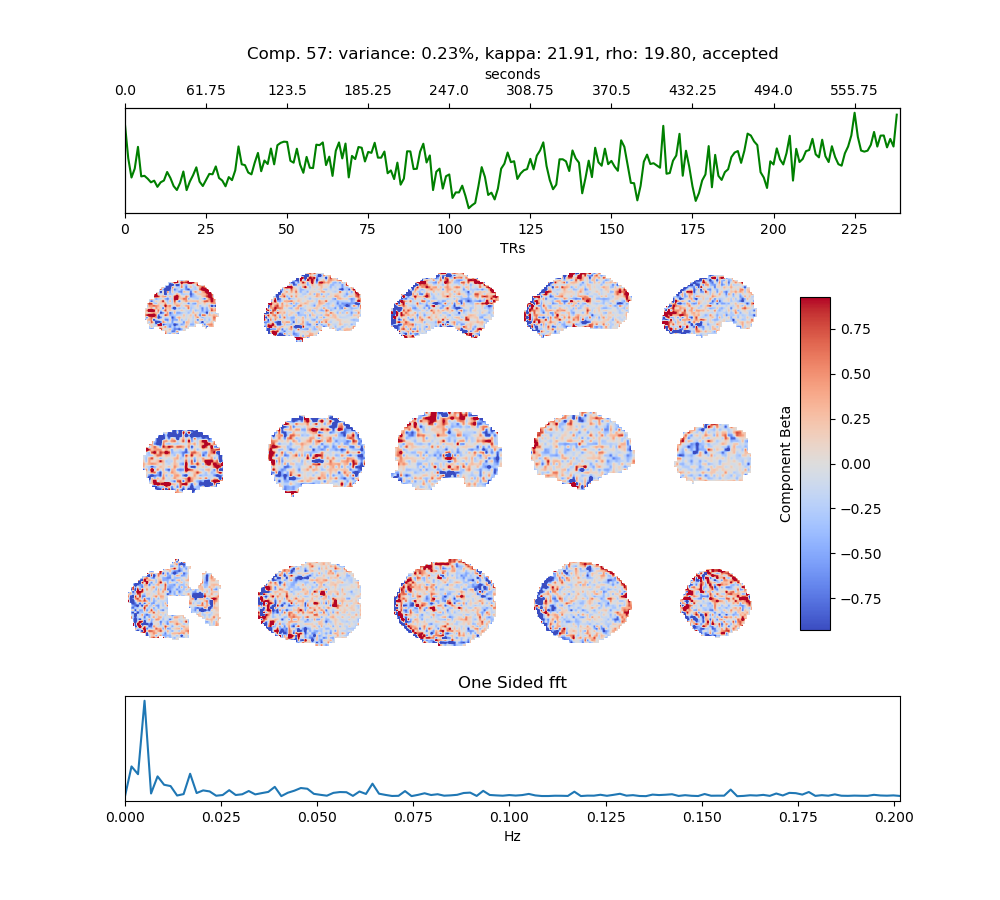 Comp. 57: variance: 0.23%, kappa: 21.91, rho: 19.80, accepted
seconds
0.0 61.75 123.5 185.25 247.0 308.75 370.5 432.25 494.0 555.75
0 25 50 75 100 125 150 175 200 225
TRs
0.75
0.50
0.25
0.00
−0.25
−0.50
−0.75
Component Beta
One Sided fft
0.000 0.025 0.050 0.075 0.100 0.125 0.150 0.175 0.200
Hz